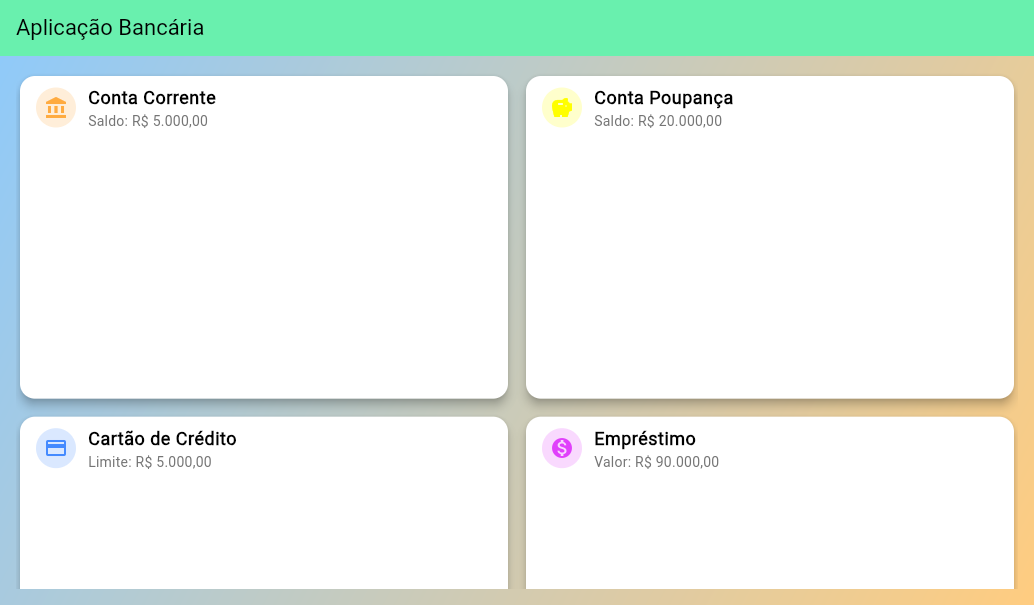 Aplicação Bancária
Conta Corrente
Saldo: R$ 5.000,00
Conta Poupança
Saldo: R$ 20.000,00
Cartão de Crédito
Limite: R$ 5.000,00
Empréstimo
Valor: R$ 90.000,00